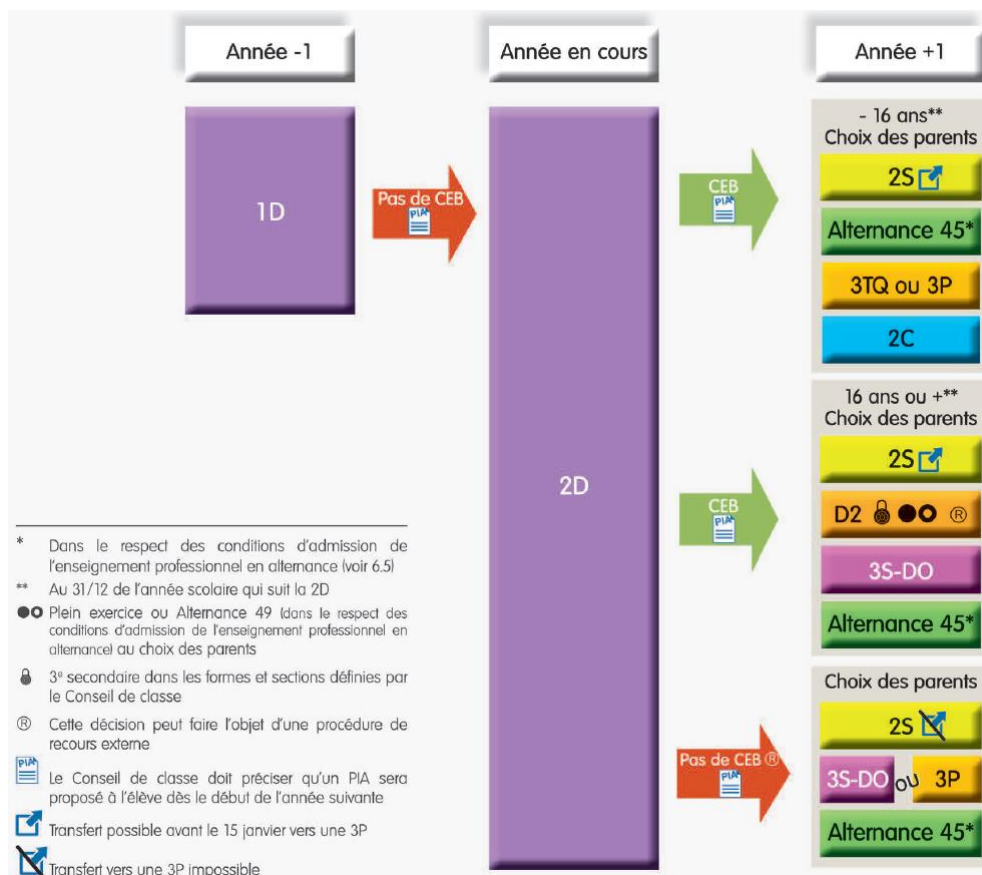 Année -1
Année en cours
Année +1
1D
Pas de CEB
PIA
2D
CEB
PIA
- 16 ans**
Choix des parents
2S
Alternance 45*
3TQ ou 3P
2C
CEB
PIA
16 ans ou +**
Choix des parents
2S
D2 ®
3S-DO
Alternance 45*
Pas de CEB ®
PIA
Choix des parents
2S
3S-DO ou 3P
Alternance 45*
* Dans le respect des conditions d'admission de
l'enseignement professionnel en alternance (voir 6.5)
** Au 31/12 de l'année scolaire qui suit la 2D
Plein exercice ou Alternance 49 (dans le respect des
conditions d'admission de l'enseignement professionnel en
alternance) au choix des parents
3e secondaire dans les formes et sections définies par
le Conseil de classe
® Cette décision peut faire l'objet d'une procédure de
recours externe
PIA
Le Conseil de classe doit préciser qu'un PIA sera
proposé à l'élève dès le début de l'année suivante
Transfert possible avant le 15 janvier vers une 3P
Transfert vers une 3P impossible